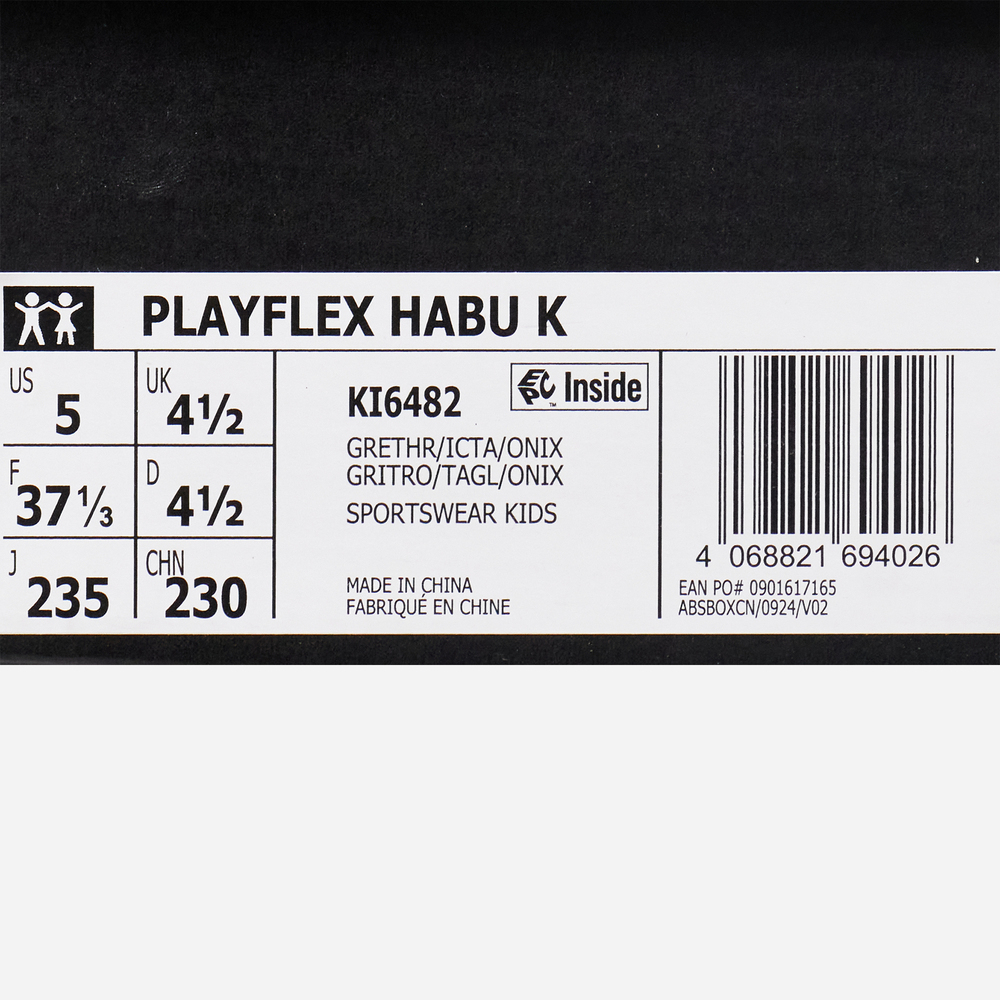 PLAYFLEX HABU K
US 5
UK 4½
F 37⅓
D 4½
J 235
CHN 230
KI6482
EPC™ Inside
GRETHR/ICTA/ONIX
GRITRO/TAGL/ONIX
SPORTSWEAR KIDS
MADE IN CHINA
FABRIQUÉ EN CHINE
4 068821 694026
EAN PO# 0901617165
ABSBOXCN/0924/V02